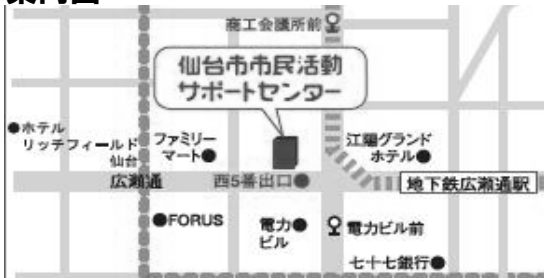 案内図
商工会議所前
仙台市市民活動
サポートセンター
ホテル
リッチフィールド
仙台
ファミリー
マート
江陽グランド
ホテル
広瀬通
西5番出口
地下鉄広瀬通駅
FORUS
電力
ビル
電力ビル前
七十七銀行